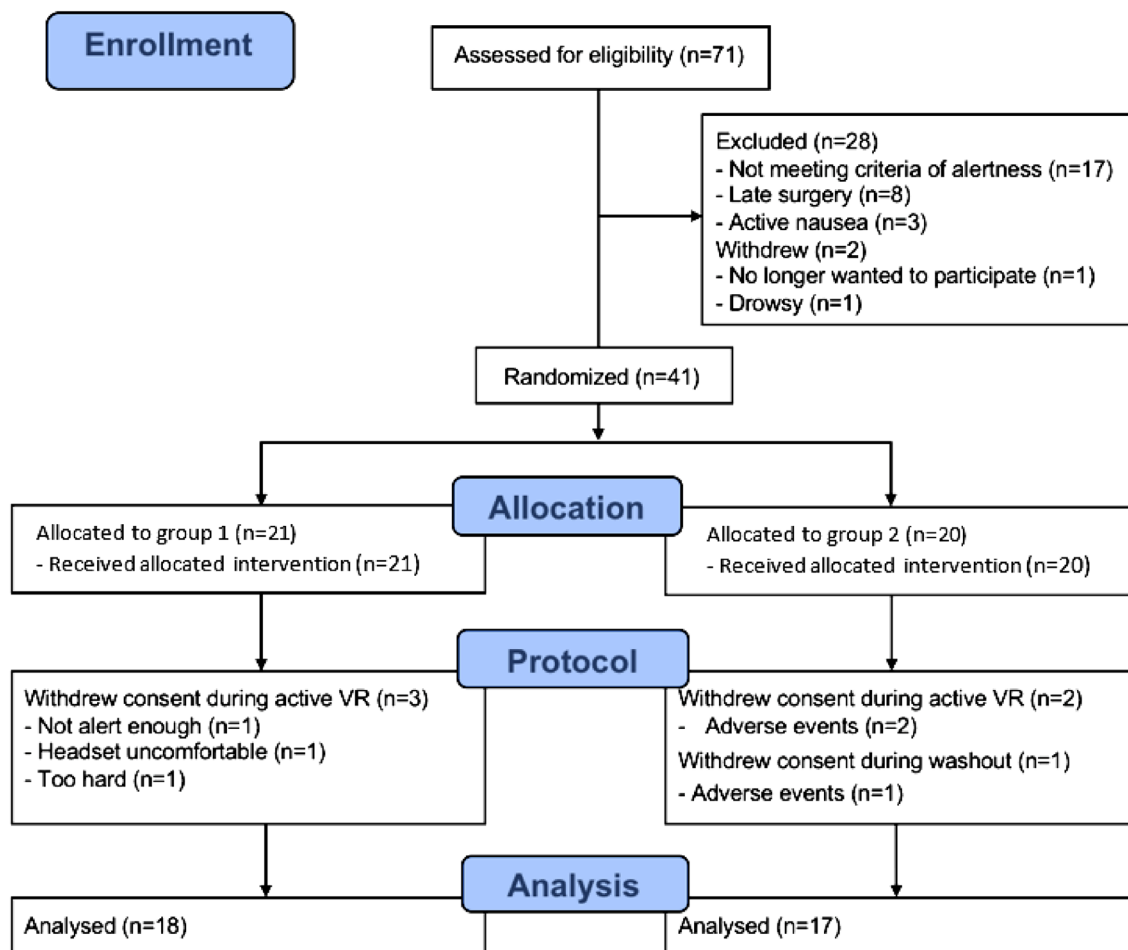 Enrollment
Assessed for eligibility (n=71)
Excluded (n=28)
- Not meeting criteria of alertness (n=17)
- Late surgery (n=8)
- Active nausea (n=3)
Withdrew (n=2)
- No longer wanted to participate (n=1)
- Drowsy (n=1)
Randomized (n=41)
Allocation
Allocated to group 1 (n=21)
- Received allocated intervention (n=21)
Allocated to group 2 (n=20)
- Received allocated intervention (n=20)
Protocol
Withdrew consent during active VR (n=3)
- Not alert enough (n=1)
- Headset uncomfortable (n=1)
- Too hard (n=1)
Withdrew consent during active VR (n=2)
- Adverse events (n=2)
Withdrew consent during washout (n=1)
- Adverse events (n=1)
Analysis
Analysed (n=18)
Analysed (n=17)